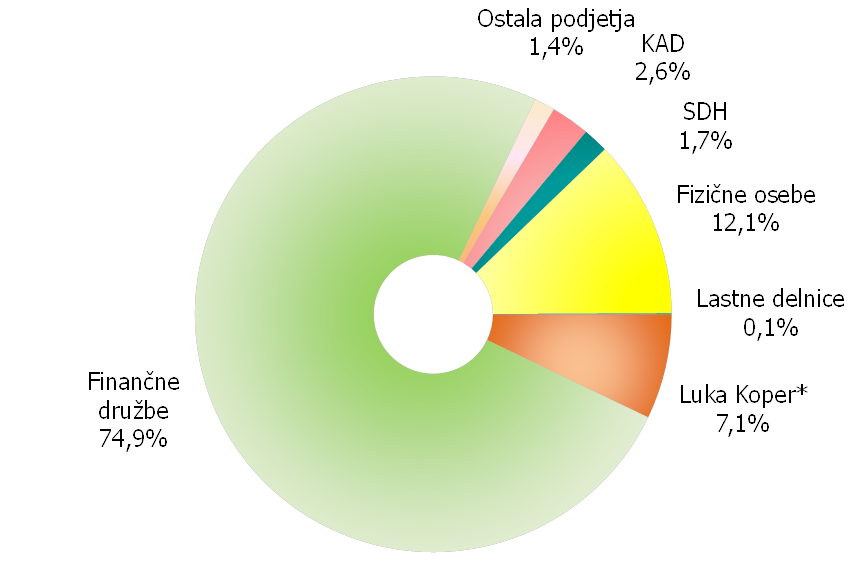 Ostala podjetja
1,4%
KAD
2,6%
SDH
1,7%
Fizične osebe
12,1%
Lastne delnice
0,1%
Luka Koper*
7,1%
Finančne
družbe
74,9%